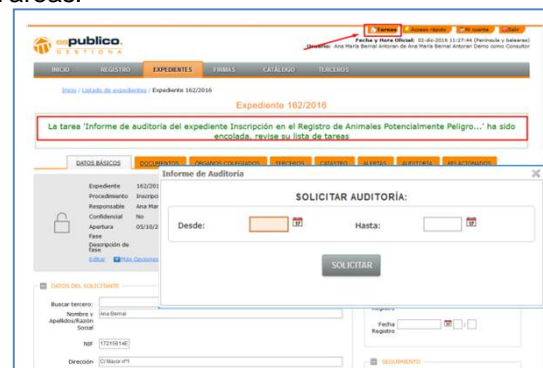 Tareas.
Tareas Acceso rápido Mi cuenta Salir
espublico.
GESTIONA
Fecha y Hora Oficial: 02-dic-2016 11:27:44 (Península y baleares)
Usuario: Ana María Bernal Antoran de Ana María Bernal Antoran Demo como Consultor
INICIO REGISTRO EXPEDIENTES FIRMAS CATÁLOGO TERCEROS
Inicio / Listado de expedientes / Expediente 162/2016
Expediente 162/2016
La tarea 'Informe de auditoría del expediente Inscripción en el Registro de Animales Potencialmente Peligro...' ha sido
encolada, revise su lista de tareas
DATOS BÁSICOS DOCUMENTOS ÓRGANOS COLEGIADOS TERCEROS CATASTRO ALERTAS AUDITORÍA RELACIONADOS
Informe de Auditoría
SOLICITAR AUDITORÍA:
Desde: Hasta:
SOLICITAR
Expediente 162/201
Procedimiento Inscripc
Responsable Ana Mar
Confidencial No
Apertura 05/10/2
Fase
Descripción de
fase
Editar Más Opciones
DATOS DEL SOLICITANTE
Buscar tercero:
Nombre y Ana Bernal
Apellidos/Razón
Social
NIF
Dirección C/ Mayor nº1
Registro
Fecha
Registro
SEGUIMIENTO